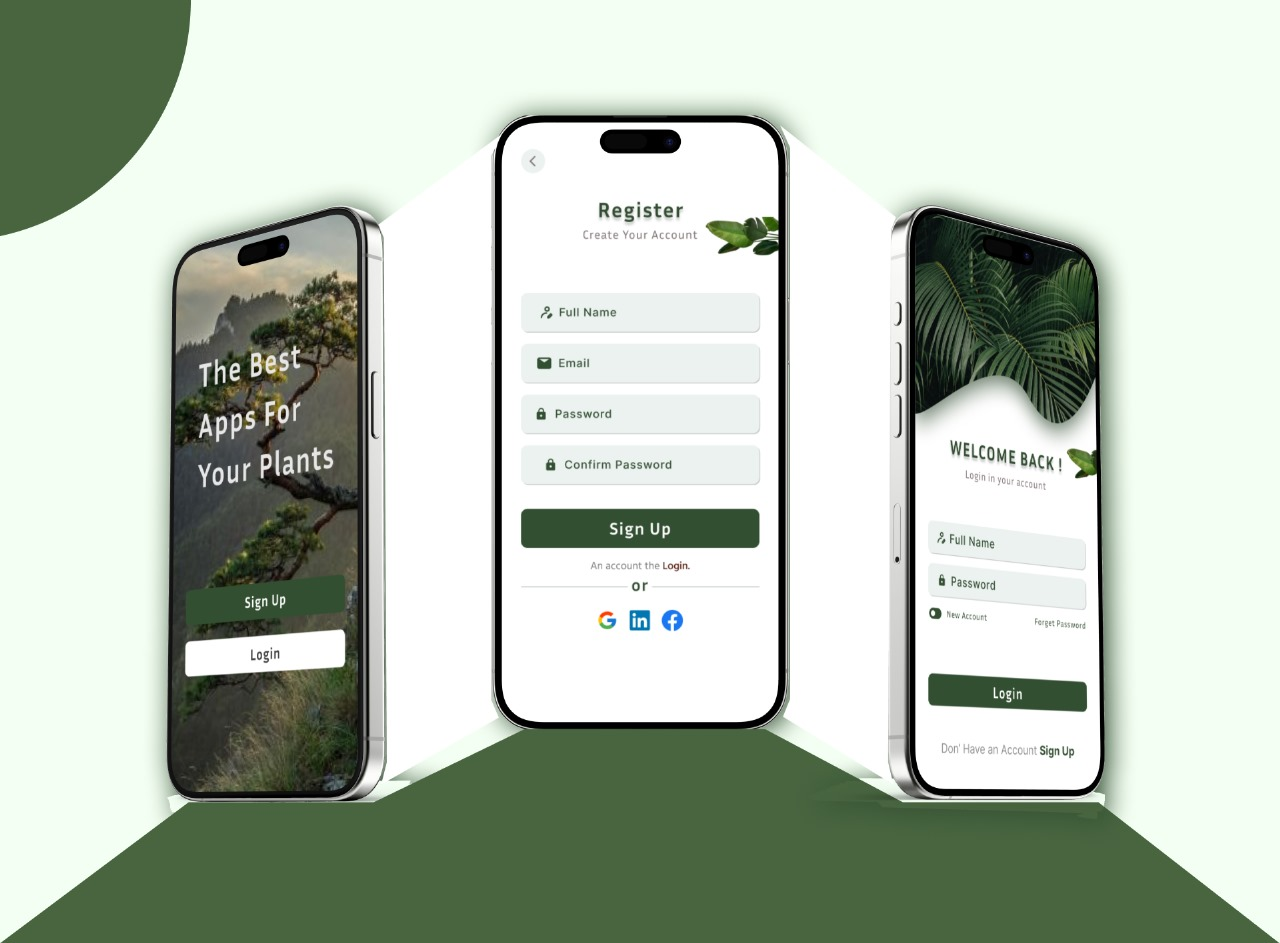 The Best
Apps For
Your Plants
Sign Up
Login
Register
Create Your Account
Full Name
Email
Password
Confirm Password
Sign Up
An account the Login.
or
in
WELCOME BACK !
Login in your account
Full Name
Password
New Account
Forget Password
Login
Don' Have an Account Sign Up